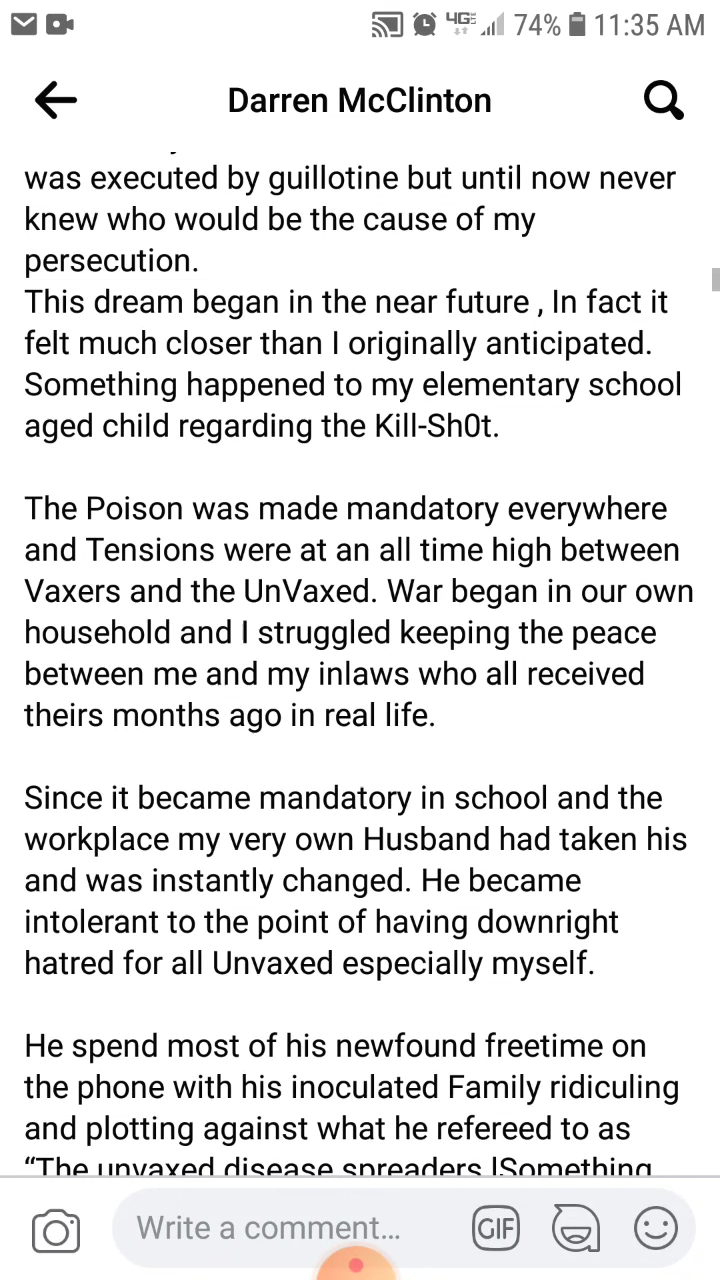 4G 74% 11:35 AM
Darren McClinton
was executed by guillotine but until now never
knew who would be the cause of my
persecution.
This dream began in the near future , In fact it
felt much closer than I originally anticipated.
Something happened to my elementary school
aged child regarding the Kill-Sh0t.
The Poison was made mandatory everywhere
and Tensions were at an all time high between
Vaxers and the UnVaxed. War began in our own
household and I struggled keeping the peace
between me and my inlaws who all received
theirs months ago in real life.
Since it became mandatory in school and the
workplace my very own Husband had taken his
and was instantly changed. He became
intolerant to the point of having downright
hatred for all Unvaxed especially myself.
He spend most of his newfound freetime on
the phone with his inoculated Family ridiculing
and plotting against what he refereed to as
“The unvaxed disease spreaders !Something
Write a comment... GIF